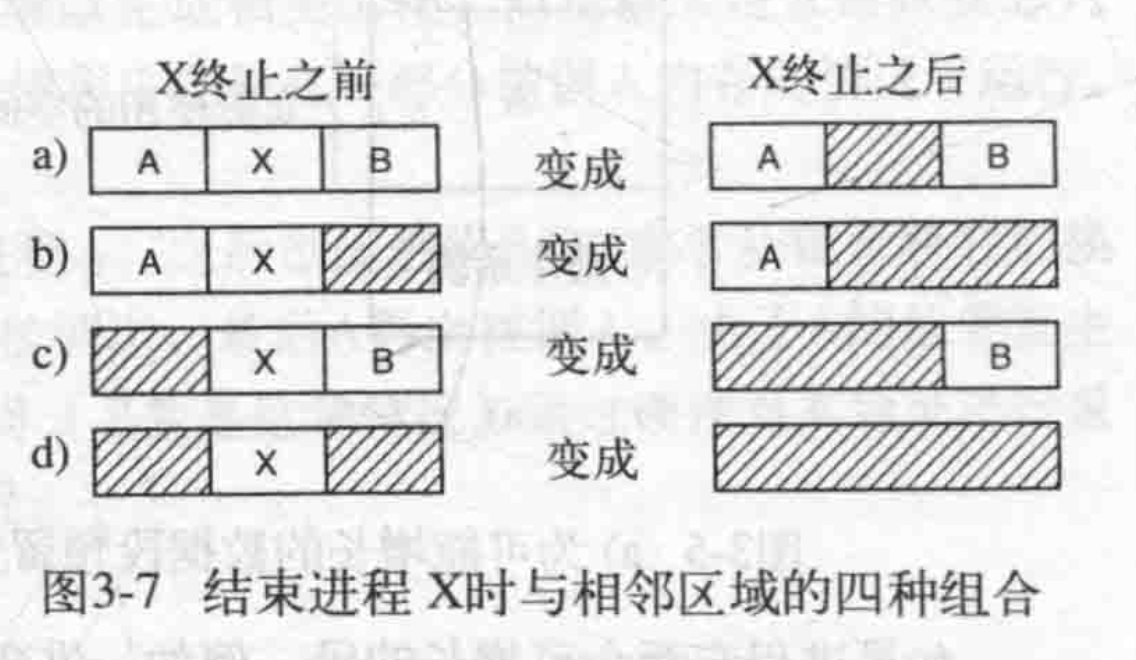 X终止之前 X终止之后
a) A X B 变成 A B
b) A X 变成 A
c) X B 变成 B
d) X 变成
图3-7 结束进程 X时与相邻区域的四种组合